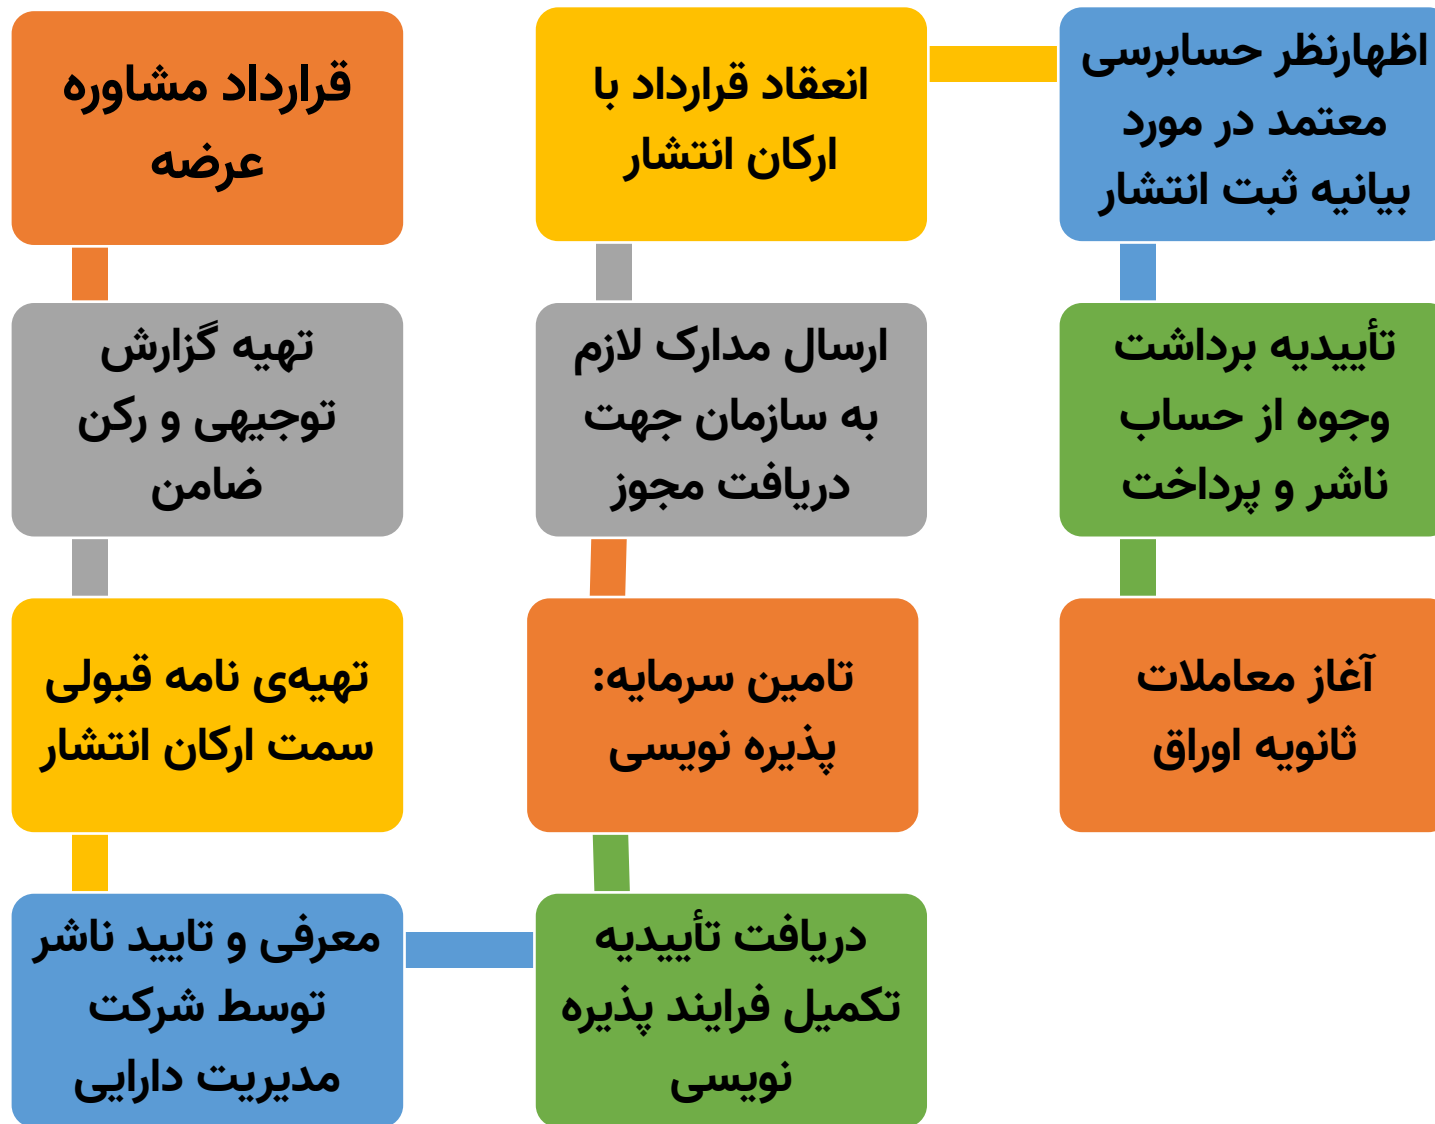 قرارداد مشاوره
عرضه
تهیه گزارش
توجیهی و رکن
ضامن
تهیه‌ی نامه قبولی
سمت ارکان انتشار
معرفی و تایید ناشر
توسط شرکت
مدیریت دارایی
دریافت تأییدیه
تکمیل فرایند پذیره
نویسی
تامین سرمایه:
پذیره نویسی
ارسال مدارک لازم
به سازمان جهت
دریافت مجوز
انعقاد قرارداد با
ارکان انتشار
اظهارنظر حسابرسی
معتمد در مورد
بیانیه ثبت انتشار
تأییدیه برداشت
وجوه از حساب
ناشر و پرداخت
آغاز معاملات
ثانویه اوراق